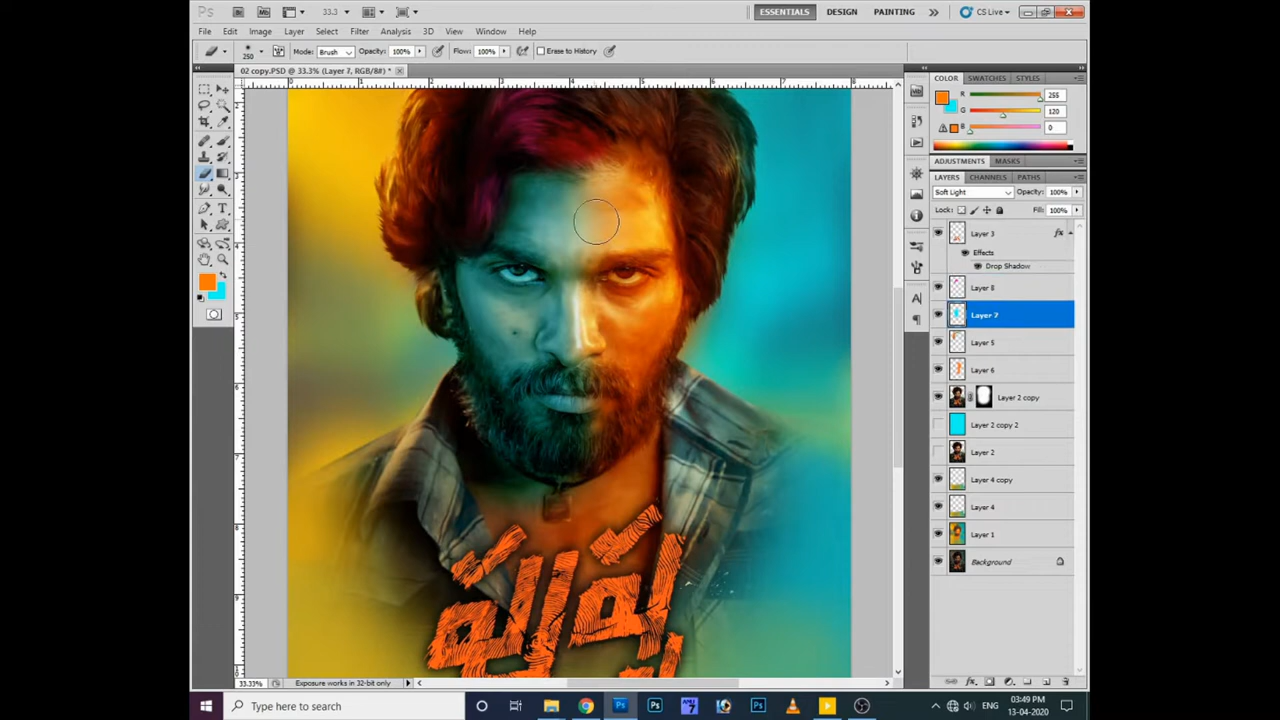 Ps
33.3
ESSENTIALS
DESIGN
PAINTING
CS Live
File Edit Image Layer Select Filter Analysis 3D View Window Help
250
Mode: Brush
Opacity: 100%
Flow: 100%
Erase to History
02 copy.PSD @ 33.3% (Layer 7, RGB/8#) *
COLOR SWATCHES STYLES
R 255
G 120
B 0
ADJUSTMENTS MASKS
LAYERS CHANNELS PATHS
Soft Light Opacity: 100%
Lock: Fill: 100%
Layer 3 fx
Effects
Drop Shadow
Layer 8
Layer 7
Layer 5
Layer 6
Layer 2 copy
Layer 2 copy 2
Layer 2
Layer 4 copy
Layer 4
Layer 1
Background
33.33% Exposure works in 32-bit only
Type here to search
ENG
03:49 PM
13-04-2020